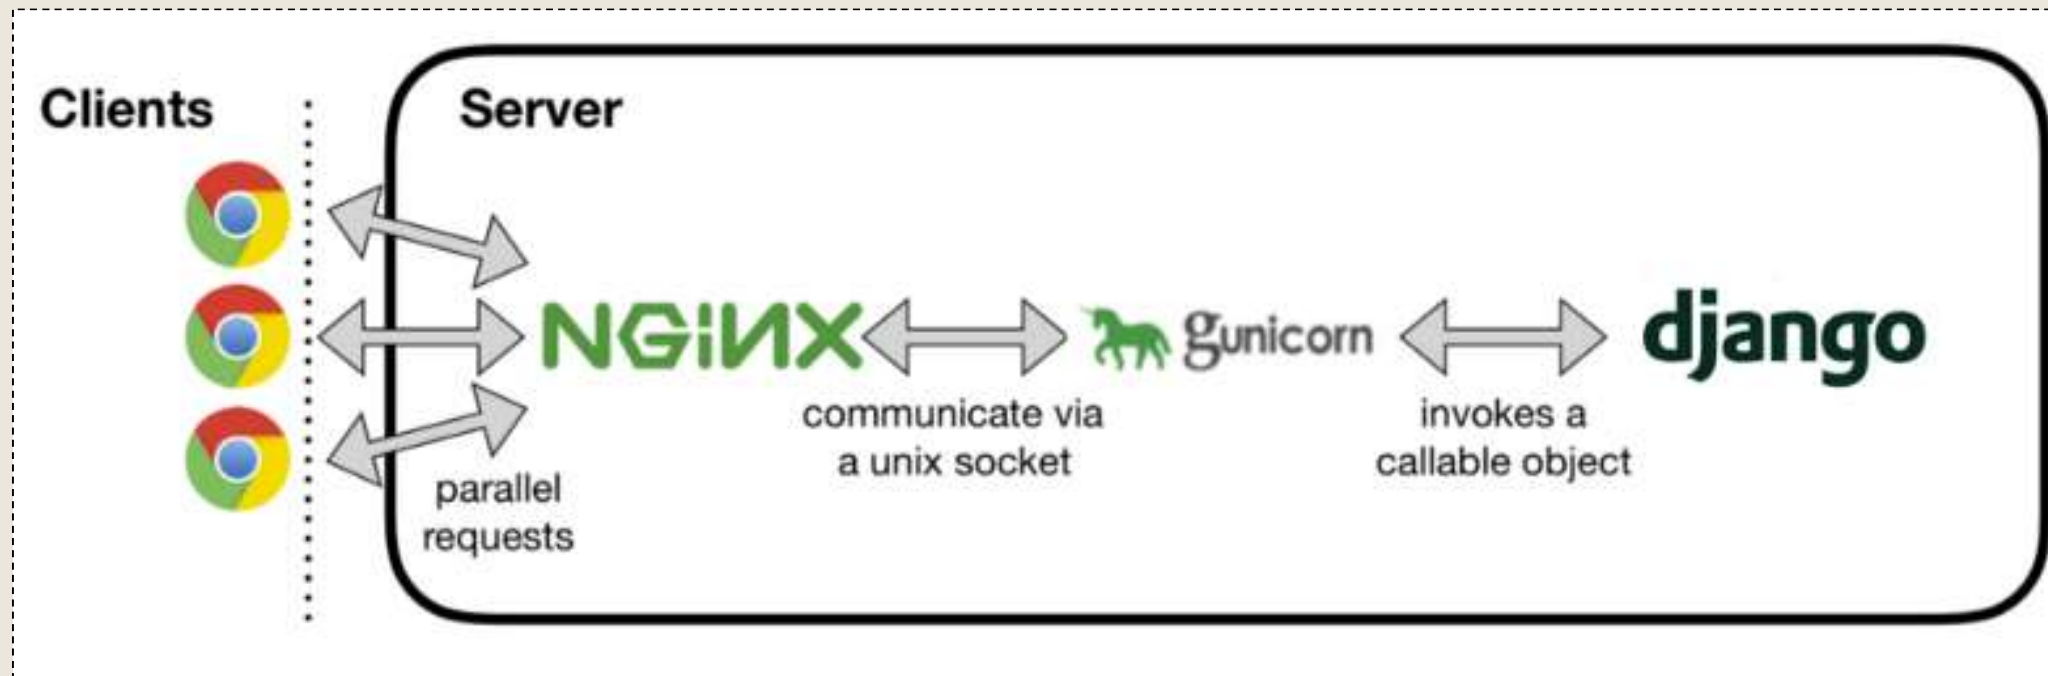 Clients
Server
NGiNX
gunicorn
django
communicate via
a unix socket
invokes a
callable object
parallel
requests